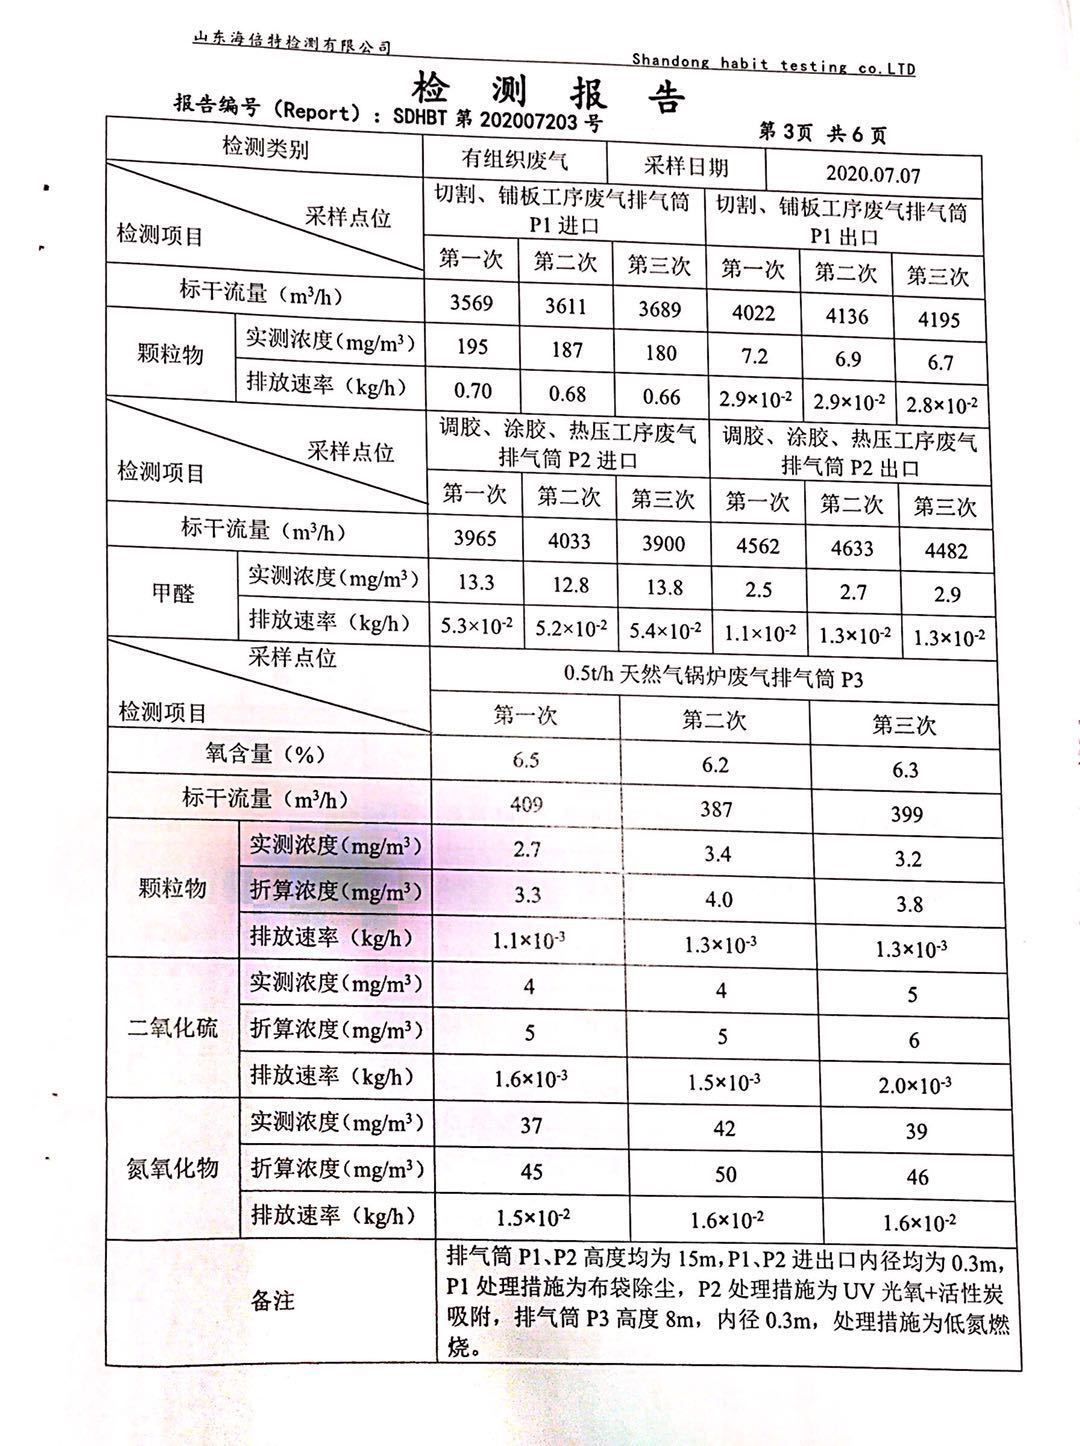 山东海倍特检测有限公司 Shandong habit testing co.LTD
检 测 报 告
报告编号（Report）：SDHBT 第 202007203 号 第 3页 共 6 页
检测类别 有组织废气 采样日期 2020.07.07
采样点位 切割、铺板工序废气排气筒 切割、铺板工序废气排气筒
检测项目 P1 进口 P1 出口
第一次 第二次 第三次 第一次 第二次 第三次
标干流量（m³/h） 3569 3611 3689 4022 4136 4195
颗粒物 实测浓度(mg/m³) 195 187 180 7.2 6.9 6.7
排放速率（kg/h） 0.70 0.68 0.66 2.9×10⁻² 2.9×10⁻² 2.8×10⁻²
采样点位 调胶、涂胶、热压工序废气 调胶、涂胶、热压工序废气
检测项目 排气筒 P2 进口 排气筒 P2 出口
第一次 第二次 第三次 第一次 第二次 第三次
标干流量（m³/h） 3965 4033 3900 4562 4633 4482
甲醛 实测浓度(mg/m³) 13.3 12.8 13.8 2.5 2.7 2.9
排放速率（kg/h） 5.3×10⁻² 5.2×10⁻² 5.4×10⁻² 1.1×10⁻² 1.3×10⁻² 1.3×10⁻²
采样点位 0.5t/h 天然气锅炉废气排气筒 P3
检测项目 第一次 第二次 第三次
氧含量（%） 6.5 6.2 6.3
标干流量（m³/h） 409 387 399
颗粒物 实测浓度(mg/m³) 2.7 3.4 3.2
折算浓度(mg/m³) 3.3 4.0 3.8
排放速率（kg/h） 1.1×10⁻³ 1.3×10⁻³ 1.3×10⁻³
二氧化硫 实测浓度(mg/m³) 4 4 5
折算浓度(mg/m³) 5 5 6
排放速率（kg/h） 1.6×10⁻³ 1.5×10⁻³ 2.0×10⁻³
氮氧化物 实测浓度(mg/m³) 37 42 39
折算浓度(mg/m³) 45 50 46
排放速率（kg/h） 1.5×10⁻² 1.6×10⁻² 1.6×10⁻²
备注 排气筒 P1、P2 高度均为 15m，P1、P2 进出口内径均为 0.3m，
P1 处理措施为布袋除尘，P2 处理措施为 UV 光氧+活性炭
吸附，排气筒 P3 高度 8m，内径 0.3m，处理措施为低氮燃
烧。